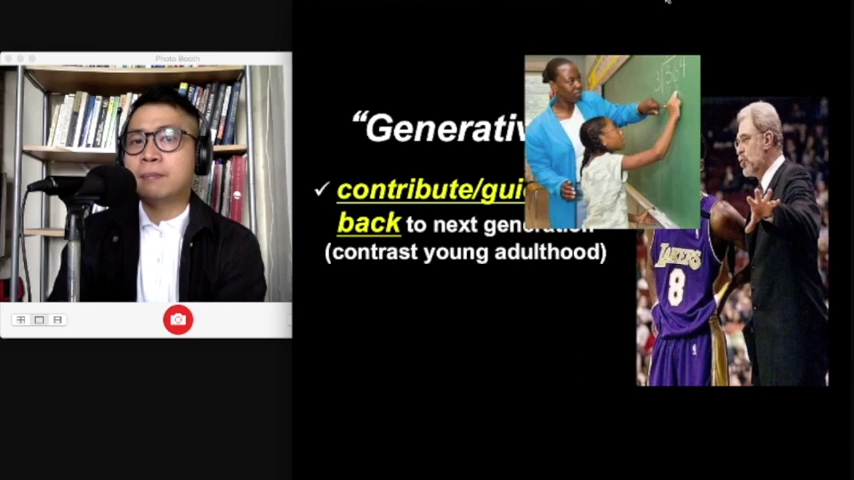 Photo Booth
“Generativ
✓ contribute/gui
back to next generation
(contrast young adulthood)
LAKERS
8